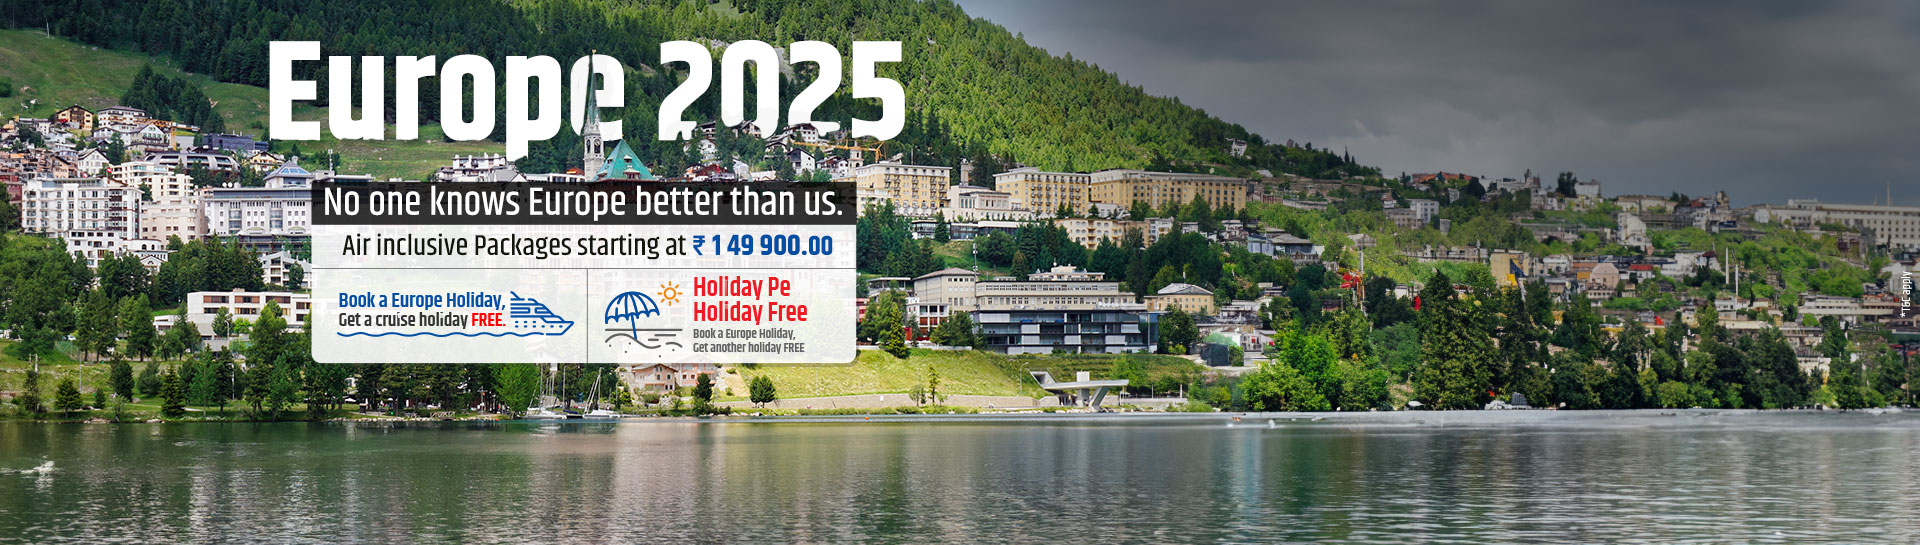 Europe 2025
No one knows Europe better than us.
Air inclusive Packages starting at ₹ 1 49 900.00
Book a Europe Holiday,
Get a cruise holiday FREE.
Holiday Pe
Holiday Free
Book a Europe Holiday,
Get another holiday FREE
*T&C apply